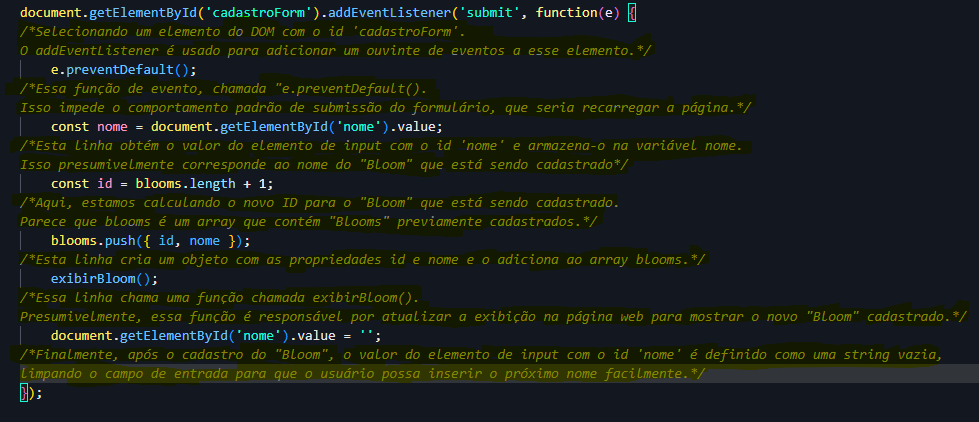 document.getElementById('cadastroForm').addEventListener('submit', function(e) {
/*Selecionando um elemento do DOM com o id 'cadastroForm'.
O addEventListener é usado para adicionar um ouvinte de eventos a esse elemento.*/
e.preventDefault();
/*Essa função de evento, chamada "e.preventDefault().
Isso impede o comportamento padrão de submissão do formulário, que seria recarregar a página.*/
const nome = document.getElementById('nome').value;
/*Esta linha obtém o valor do elemento de input com o id 'nome' e armazena-o na variável nome.
Isso presumivelmente corresponde ao nome do "Bloom" que está sendo cadastrado*/
const id = blooms.length + 1;
/*Aqui, estamos calculando o novo ID para o "Bloom" que está sendo cadastrado.
Parece que blooms é um array que contém "Blooms" previamente cadastrados.*/
blooms.push({ id, nome });
/*Esta linha cria um objeto com as propriedades id e nome e o adiciona ao array blooms.*/
exibirBloom();
/*Essa linha chama uma função chamada exibirBloom().
Presumivelmente, essa função é responsável por atualizar a exibição na página web para mostrar o novo "Bloom" cadastrado.*/
document.getElementById('nome').value = '';
/*Finalmente, após o cadastro do "Bloom", o valor do elemento de input com o id 'nome' é definido como uma string vazia,
limpando o campo de entrada para que o usuário possa inserir o próximo nome facilmente.*/
});